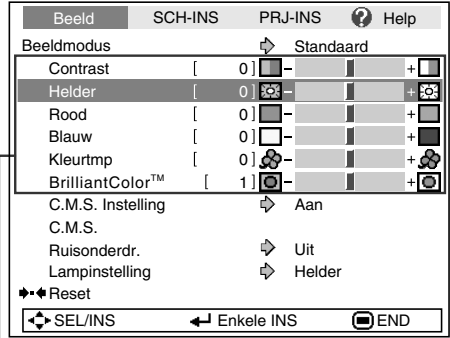 Beeld SCH-INS PRJ-INS ? Help
Beeldmodus Standaard
Contrast [ 0 ] - +
Helder [ 0 ] - +
Rood [ 0 ] - +
Blauw [ 0 ] - +
Kleurtmp [ 0 ] - +
BrilliantColor™ [ 1 ] - +
C.M.S. Instelling Aan
C.M.S.
Ruisonderdr. Uit
Lampinstelling Helder
Reset
SEL/INS Enkele INS END